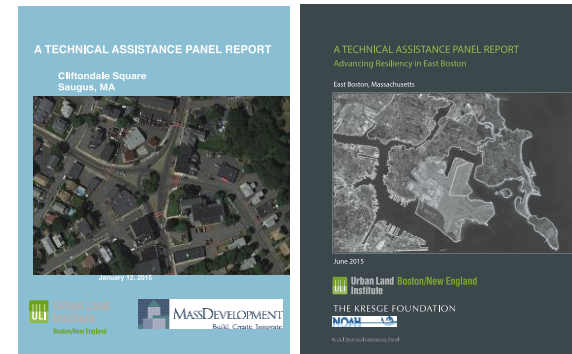 A TECHNICAL ASSISTANCE PANEL REPORT
Cliftondale Square
Saugus, MA
January 12, 2015
ULI
Boston/New England
MASSDEVELOPMENT
Build. Create. Innovate.
A TECHNICAL ASSISTANCE PANEL REPORT
Advancing Resiliency in East Boston
East Boston, Massachusetts
June 2015
ULI Urban Land Boston/New England
Institute
THE KRESGE FOUNDATION
NOAH